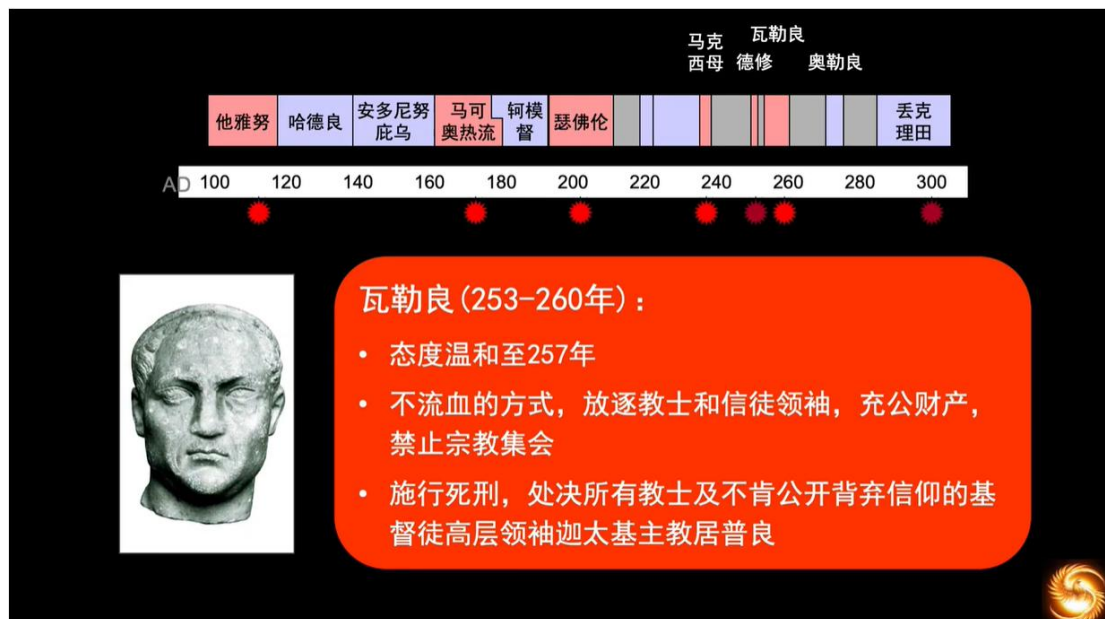 瓦勒良
马克
西母
德修
奥勒良
他雅努
哈德良
安多尼努
庇乌
马可
奥热流
轲模
督
瑟佛伦
丢克
理田
AD 100 120 140 160 180 200 220 240 260 280 300
瓦勒良(253-260年)：
• 态度温和至257年
• 不流血的方式，放逐教士和信徒领袖，充公财产，
禁止宗教集会
• 施行死刑，处决所有教士及不肯公开背弃信仰的基
督徒高层领袖迦太基主教居普良